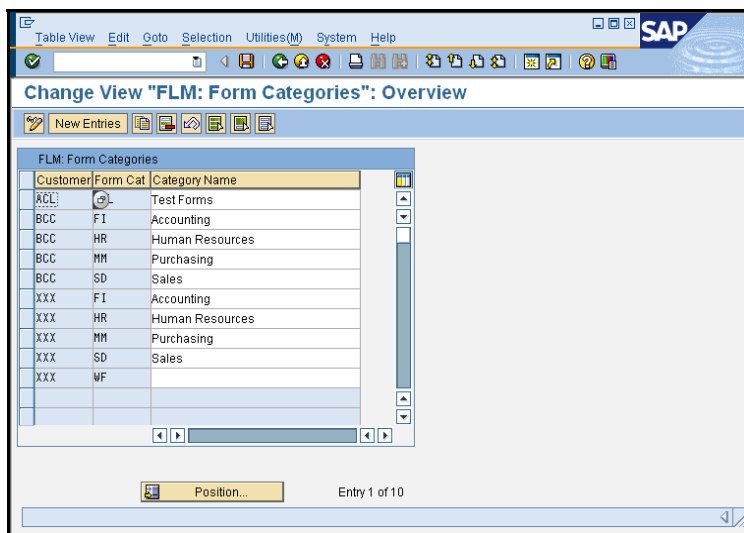 Table View Edit Goto Selection Utilities(M) System Help
SAP
Change View "FLM: Form Categories": Overview
New Entries
FLM: Form Categories
Customer Form Cat Category Name
ACL Test Forms
BCC FI Accounting
BCC HR Human Resources
BCC MM Purchasing
BCC SD Sales
XXX FI Accounting
XXX HR Human Resources
XXX MM Purchasing
XXX SD Sales
XXX WF
Position... Entry 1 of 10